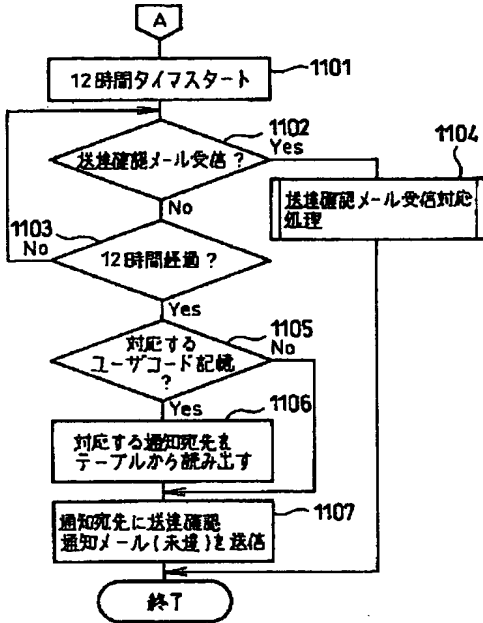 A
12時間タイマスタート
1101
送達確認メール受信?
1102
Yes
1104
送達確認メール受信対応
処理
No
1103
No
12時間経過?
Yes
対応する
ユーザコード記憶
?
1105
No
Yes
1106
対応する通知宛先を
テーブルから読み出す
1107
通知宛先に送達確認
通知メール(未達)を送信
終了